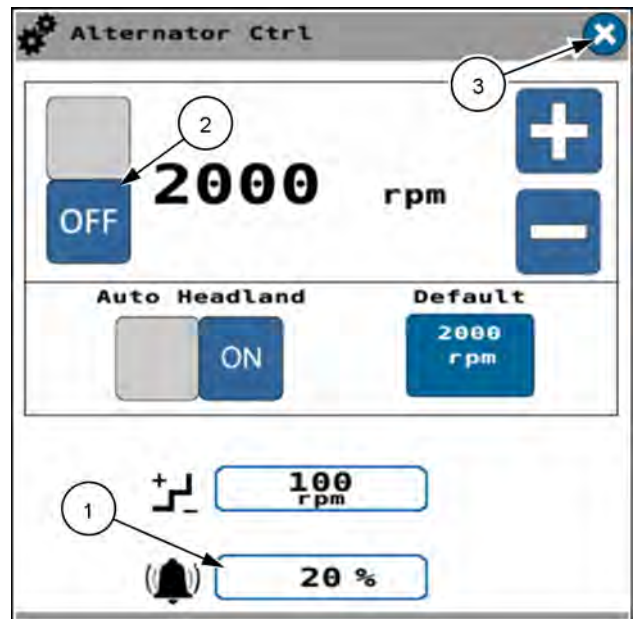 Alternator Ctrl
3
2
2000 rpm
OFF
Auto Headland
Default
ON
2000
rpm
100
rpm
1
20 %